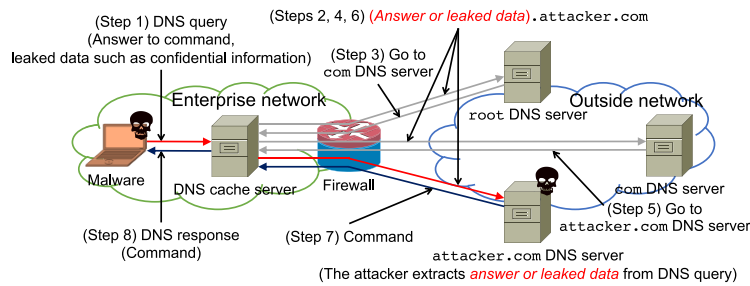 (Step 1) DNS query
(Answer to command,
leaked data such as confidential information)
(Steps 2, 4, 6) (Answer or leaked data).attacker.com
(Step 3) Go to
com DNS server
Enterprise network
Outside network
root DNS server
Malware
DNS cache server
Firewall
com DNS server
(Step 5) Go to
attacker.com DNS server
(Step 8) DNS response
(Command)
(Step 7) Command
attacker.com DNS server
(The attacker extracts answer or leaked data from DNS query)